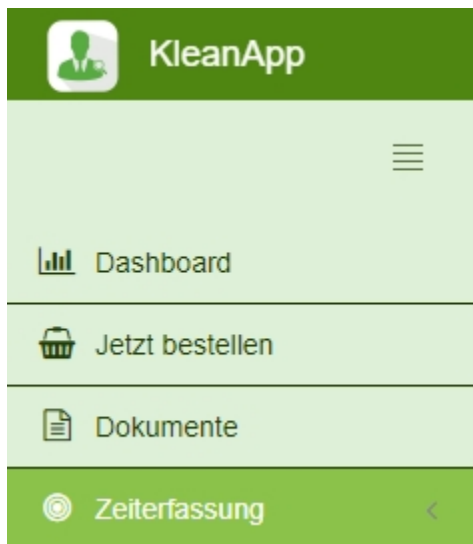 KleanApp
Dashboard
Jetzt bestellen
Dokumente
Zeiterfassung